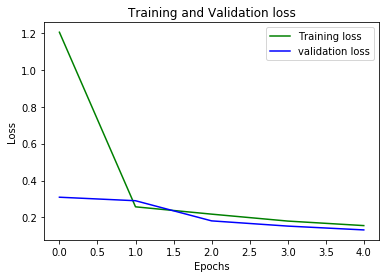 Training and Validation loss
Training loss
validation loss
1.2
1.0
0.8
0.6
0.4
0.2
Loss
0.0 0.5 1.0 1.5 2.0 2.5 3.0 3.5 4.0
Epochs